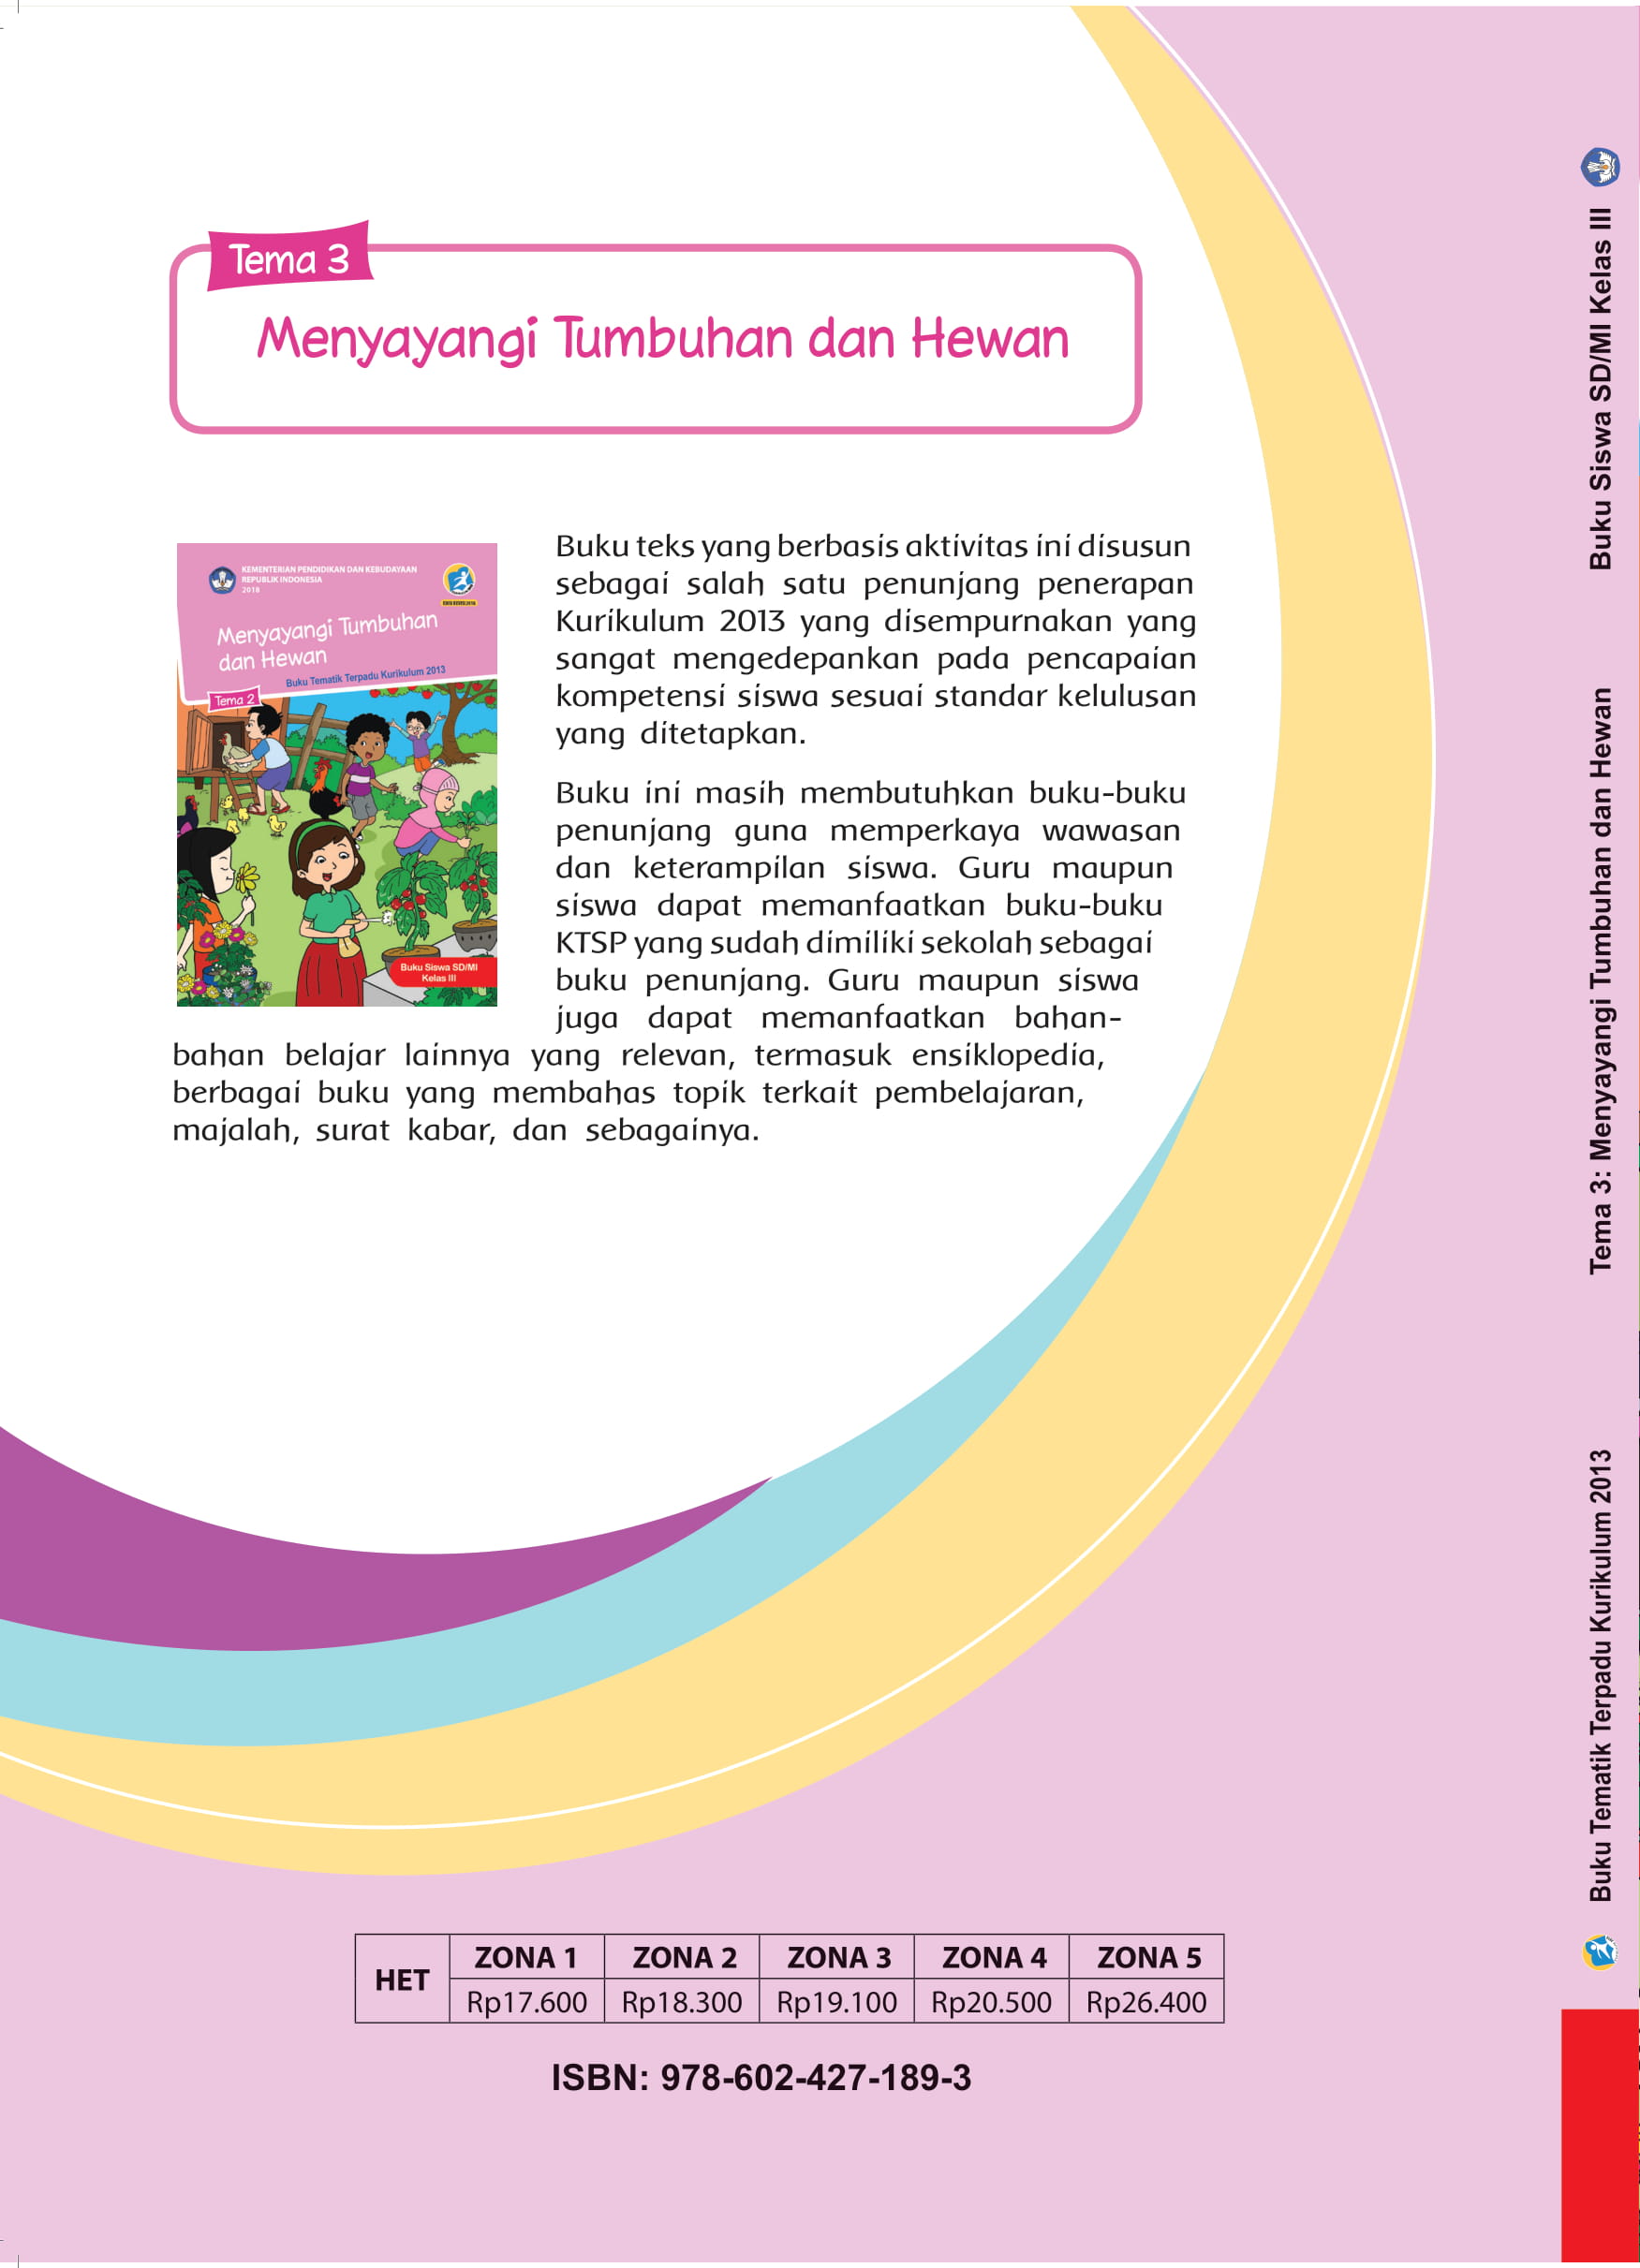 Tema 3
Menyayangi Tumbuhan dan Hewan
KEMENTERIAN PENDIDIKAN DAN KEBUDAYAAN
REPUBLIK INDONESIA
2018
Menyayangi Tumbuhan
dan Hewan
Buku Tematik Terpadu Kurikulum 2013
Tema 2
Buku Siswa SD/MI
Kelas III
Buku teks yang berbasis aktivitas ini disusun
sebagai salah satu penunjang penerapan
Kurikulum 2013 yang disempurnakan yang
sangat mengedepankan pada pencapaian
kompetensi siswa sesuai standar kelulusan
yang ditetapkan.
Buku ini masih membutuhkan buku-buku
penunjang guna memperkaya wawasan
dan keterampilan siswa. Guru maupun
siswa dapat memanfaatkan buku-buku
KTSP yang sudah dimiliki sekolah sebagai
buku penunjang. Guru maupun siswa
juga dapat memanfaatkan bahan-
bahan belajar lainnya yang relevan, termasuk ensiklopedia,
berbagai buku yang membahas topik terkait pembelajaran,
majalah, surat kabar, dan sebagainya.
HET
ZONA 1 ZONA 2 ZONA 3 ZONA 4 ZONA 5
Rp17.600 Rp18.300 Rp19.100 Rp20.500 Rp26.400
ISBN: 978-602-427-189-3
Buku Tematik Terpadu Kurikulum 2013 Tema 3: Menyayangi Tumbuhan dan Hewan Buku Siswa SD/MI Kelas III